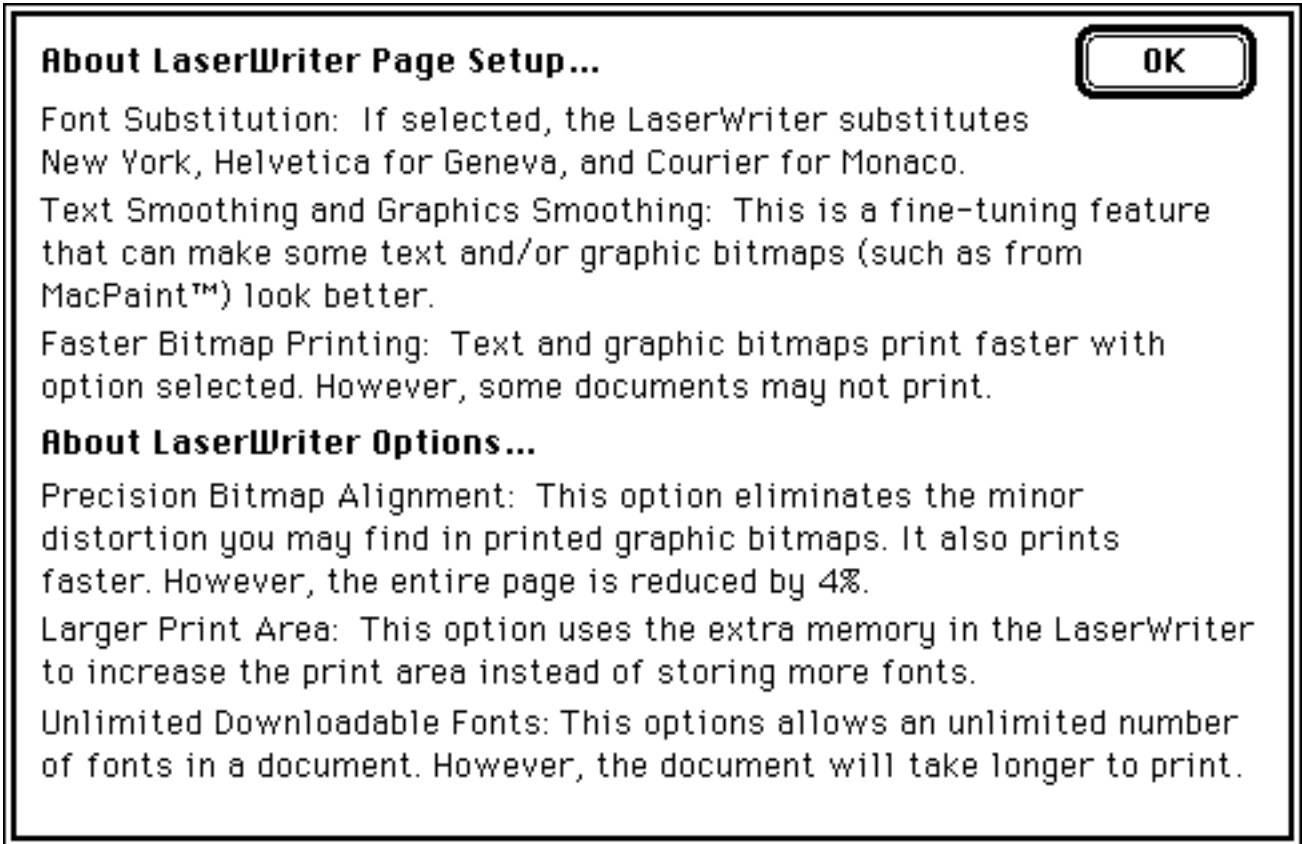 About LaserWriter Page Setup...
OK
Font Substitution:  If selected, the LaserWriter substitutes
New York, Helvetica for Geneva, and Courier for Monaco.
Text Smoothing and Graphics Smoothing:  This is a fine-tuning feature
that can make some text and/or graphic bitmaps (such as from
MacPaint™) look better.
Faster Bitmap Printing:  Text and graphic bitmaps print faster with
option selected. However, some documents may not print.
About LaserWriter Options...
Precision Bitmap Alignment:  This option eliminates the minor
distortion you may find in printed graphic bitmaps. It also prints
faster. However, the entire page is reduced by 4%.
Larger Print Area:  This option uses the extra memory in the LaserWriter
to increase the print area instead of storing more fonts.
Unlimited Downloadable Fonts: This options allows an unlimited number
of fonts in a document. However, the document will take longer to print.